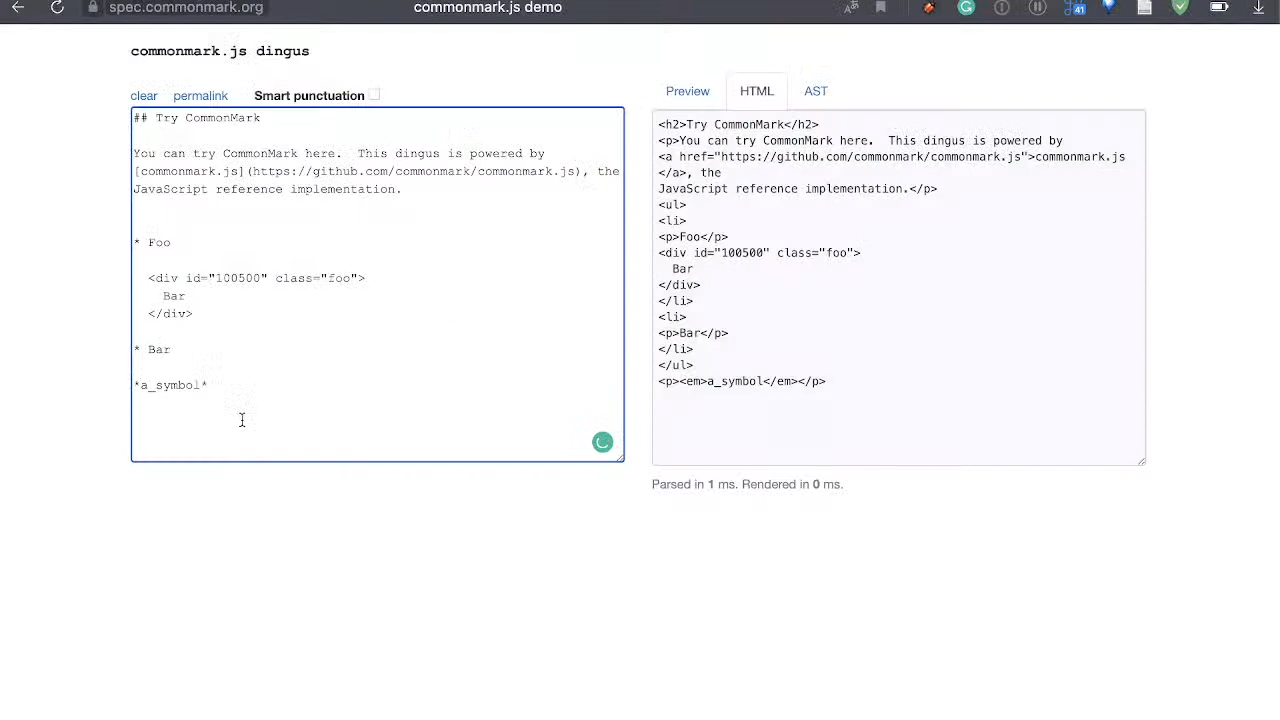 spec.commonmark.org
commonmark.js demo
41
commonmark.js dingus
clear permalink Smart punctuation
Preview HTML AST
## Try CommonMark
You can try CommonMark here.  This dingus is powered by
[commonmark.js](https://github.com/commonmark/commonmark.js), the
JavaScript reference implementation.
* Foo
<div id="100500" class="foo">
Bar
</div>
* Bar
*a_symbol*
<h2>Try CommonMark</h2>
<p>You can try CommonMark here.  This dingus is powered by
<a href="https://github.com/commonmark/commonmark.js">commonmark.js
</a>, the
JavaScript reference implementation.</p>
<ul>
<li>
<p>Foo</p>
<div id="100500" class="foo">
Bar
</div>
</li>
<li>
<p>Bar</p>
</li>
</ul>
<p><em>a_symbol</em></p>
Parsed in 1 ms. Rendered in 0 ms.